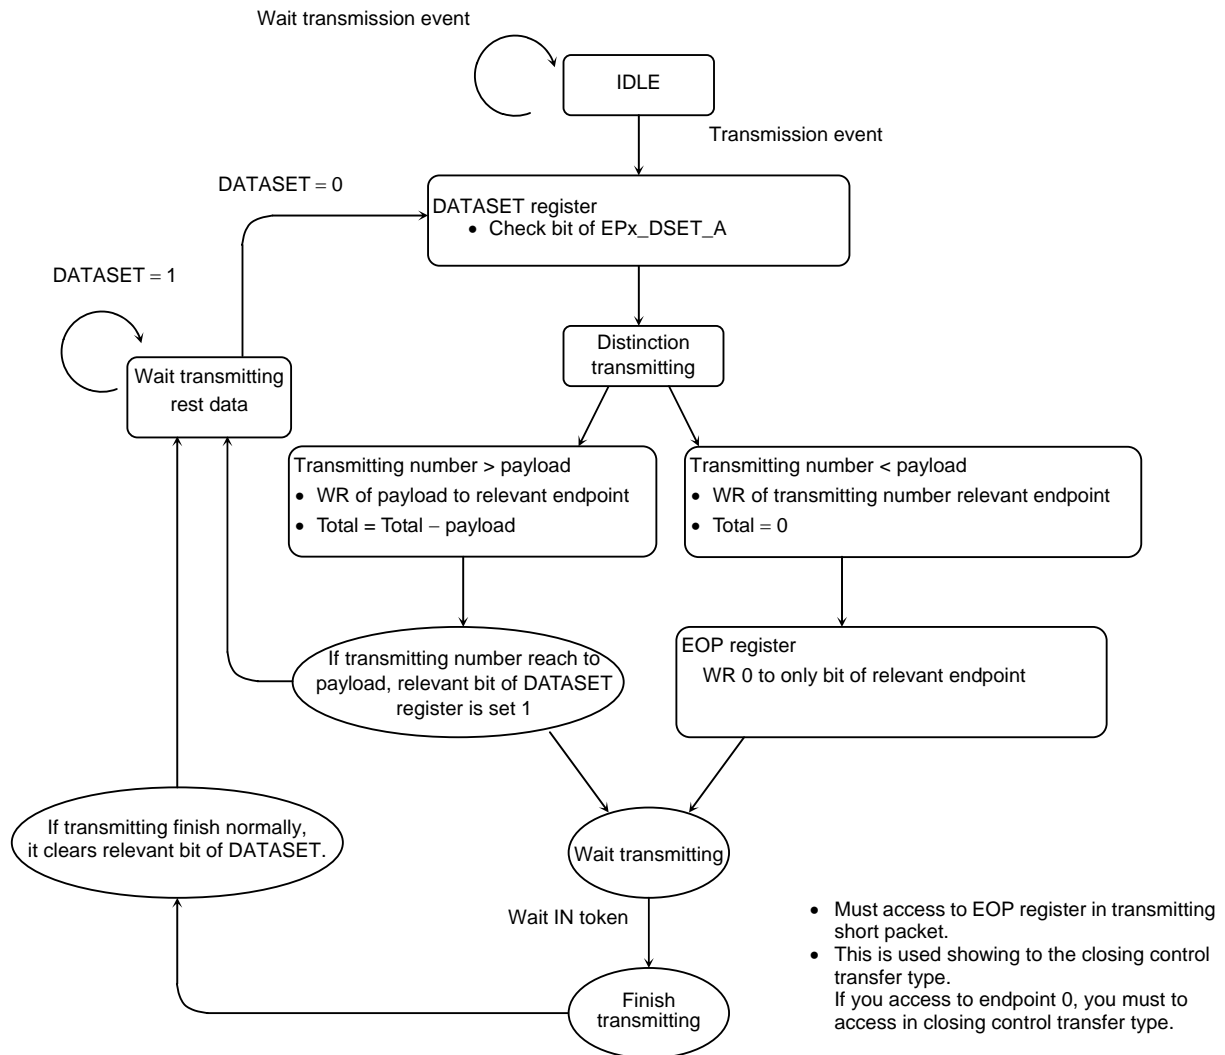 Wait transmission event
IDLE
Transmission event
DATASET = 0
DATASET register
• Check bit of EPx_DSET_A
DATASET = 1
Distinction
transmitting
Wait transmitting
rest data
Transmitting number > payload
• WR of payload to relevant endpoint
• Total = Total − payload
Transmitting number < payload
• WR of transmitting number relevant endpoint
• Total = 0
If transmitting number reach to
payload, relevant bit of DATASET
register is set 1
EOP register
WR 0 to only bit of relevant endpoint
If transmitting finish normally,
it clears relevant bit of DATASET.
Wait transmitting
Wait IN token
Finish
transmitting
• Must access to EOP register in transmitting
short packet.
• This is used showing to the closing control
transfer type.
If you access to endpoint 0, you must to
access in closing control transfer type.